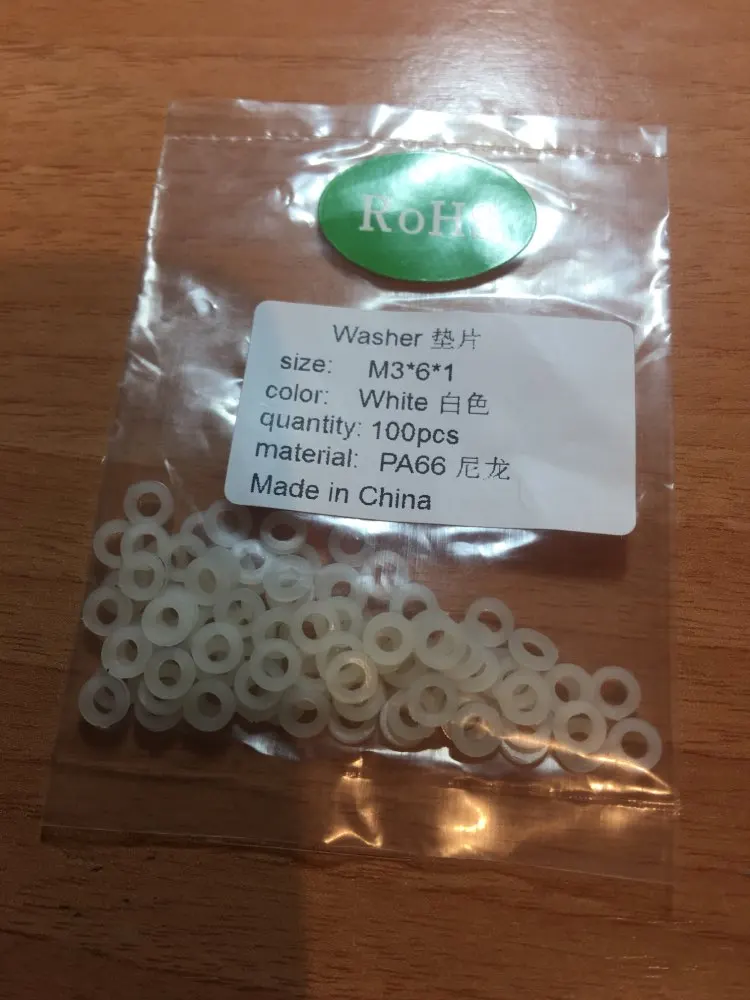 RoHS
Washer 垫片
size: M3*6*1
color: White 白色
quantity: 100pcs
material: PA66 尼龙
Made in China